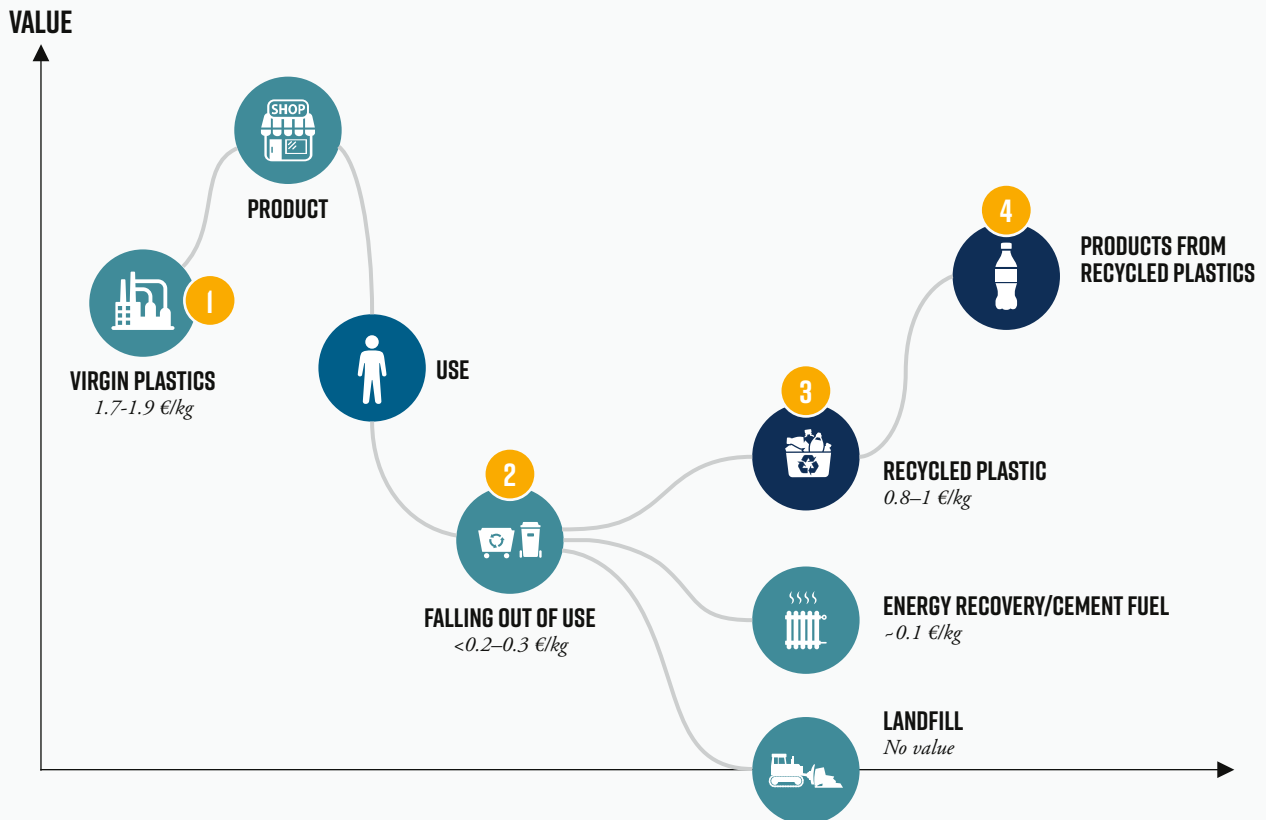 VALUE
SHOP
PRODUCT
1
VIRGIN PLASTICS
1.7-1.9 €/kg
USE
2
FALLING OUT OF USE
<0.2–0.3 €/kg
3
RECYCLED PLASTIC
0.8–1 €/kg
4
PRODUCTS FROM
RECYCLED PLASTICS
ENERGY RECOVERY/CEMENT FUEL
~0.1 €/kg
LANDFILL
No value